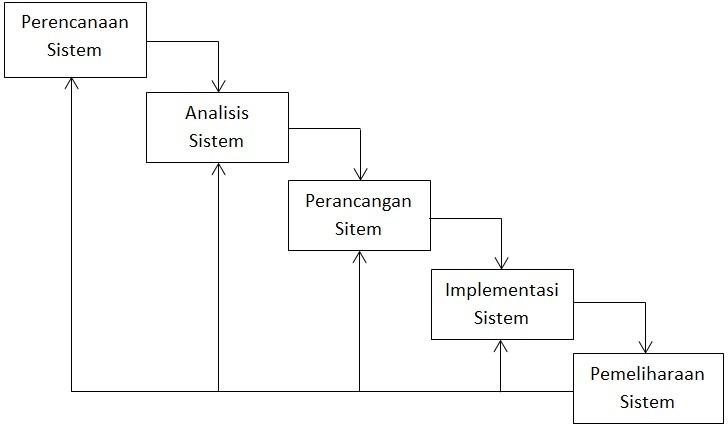 Perencanaan
Sistem
Analisis
Sistem
Perancangan
Sitem
Implementasi
Sistem
Pemeliharaan
Sistem